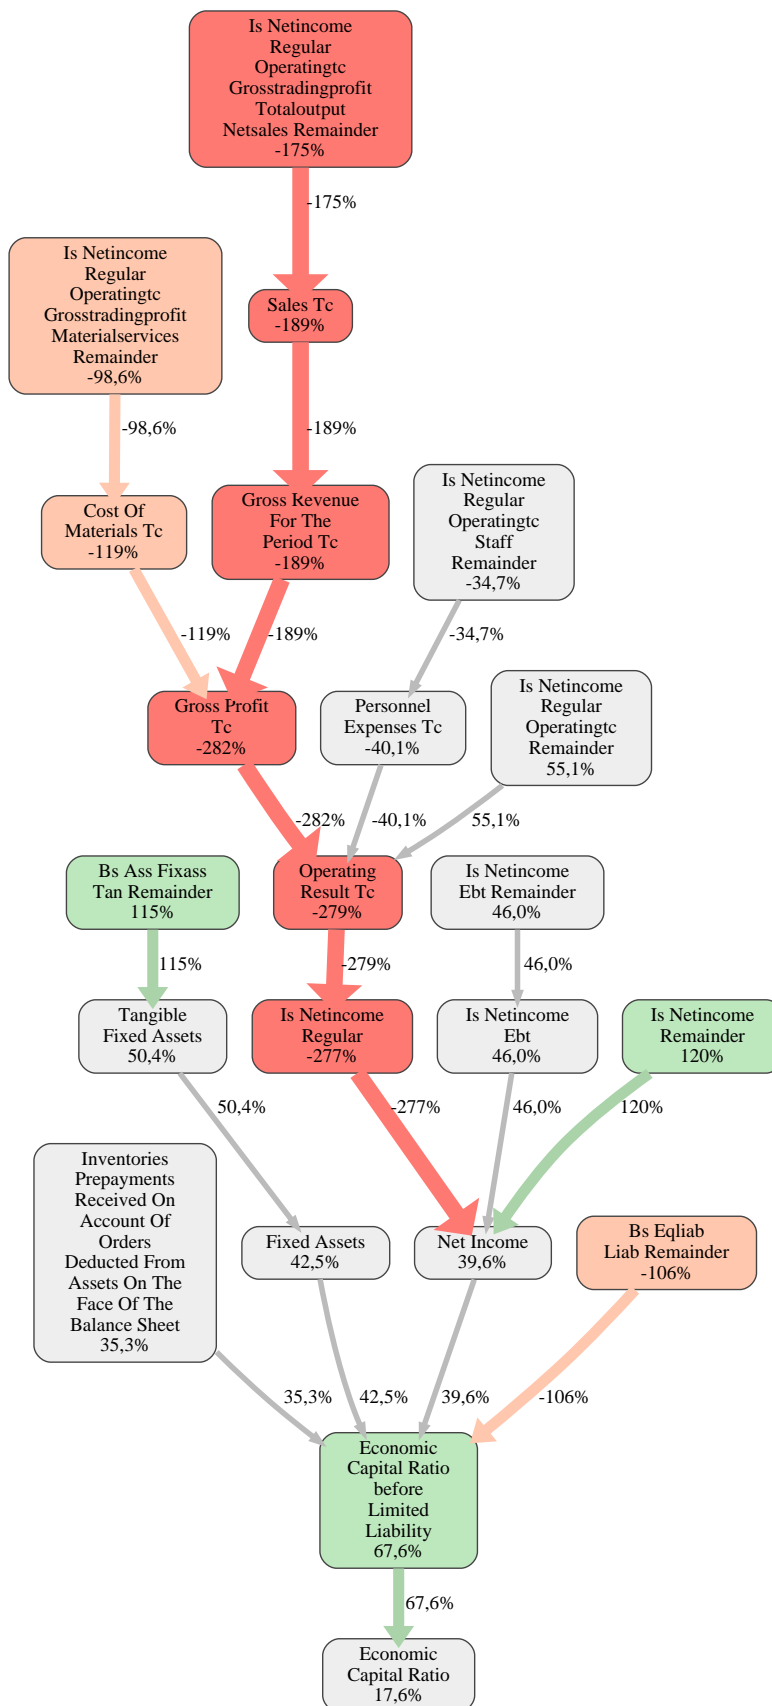 Is Netincome
Regular
Operatingtc
Grosstradingprofit
Totaloutput
Netsales Remainder
-175%
-175%
Is Netincome
Regular
Operatingtc
Grosstradingprofit
Materialservices
Remainder
-98,6%
Sales Tc
-189%
-98,6%
-189%
Is Netincome
Regular
Operatingtc
Staff
Remainder
-34,7%
Cost Of
Materials Tc
-119%
Gross Revenue
For The
Period Tc
-189%
-119%
-189%
-34,7%
Gross Profit
Tc
-282%
Personnel
Expenses Tc
-40,1%
Is Netincome
Regular
Operatingtc
Remainder
55,1%
-282%
-40,1%
55,1%
Bs Ass Fixass
Tan Remainder
115%
Operating
Result Tc
-279%
Is Netincome
Ebt Remainder
46,0%
115%
-279%
46,0%
Tangible
Fixed Assets
50,4%
Is Netincome
Regular
-277%
Is Netincome
Ebt
46,0%
Is Netincome
Remainder
120%
50,4%
-277%
46,0%
120%
Inventories
Prepayments
Received On
Account Of
Orders
Deducted From
Assets On The
Face Of The
Balance Sheet
35,3%
Fixed Assets
42,5%
Net Income
39,6%
Bs Eqliab
Liab Remainder
-106%
35,3%
42,5%
39,6%
-106%
Economic
Capital Ratio
before
Limited
Liability
67,6%
67,6%
Economic
Capital Ratio
17,6%